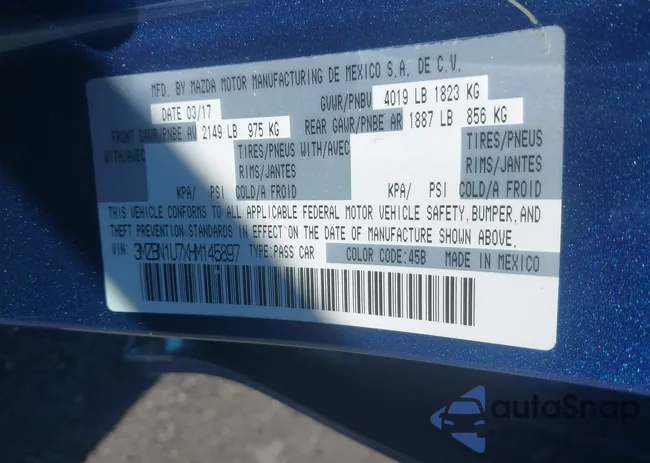 MFD. BY MAZDA MOTOR MANUFACTURING DE MEXICO S.A. DE C.V.
DATE 03/17 GVWR/PNBV 4019 LB 1823 KG
FRONT GAWR/PNBE AV 2149 LB 975 KG REAR GAWR/PNBE AR 1887 LB 856 KG
WITH/AVEC TIRES/PNEUS WITH/AVEC TIRES/PNEUS
RIMS/JANTES RIMS/JANTES
KPA/ PSI COLD/A FROID KPA/ PSI COLD/A FROID
THIS VEHICLE CONFORMS TO ALL APPLICABLE FEDERAL MOTOR VEHICLE SAFETY, BUMPER, AND
THEFT PREVENTION STANDARDS IN EFFECT ON THE DATE OF MANUFACTURE SHOWN ABOVE.
3MZBN1U7XHM145897 TYPE:PASS CAR COLOR CODE:45B MADE IN MEXICO
autoSnap